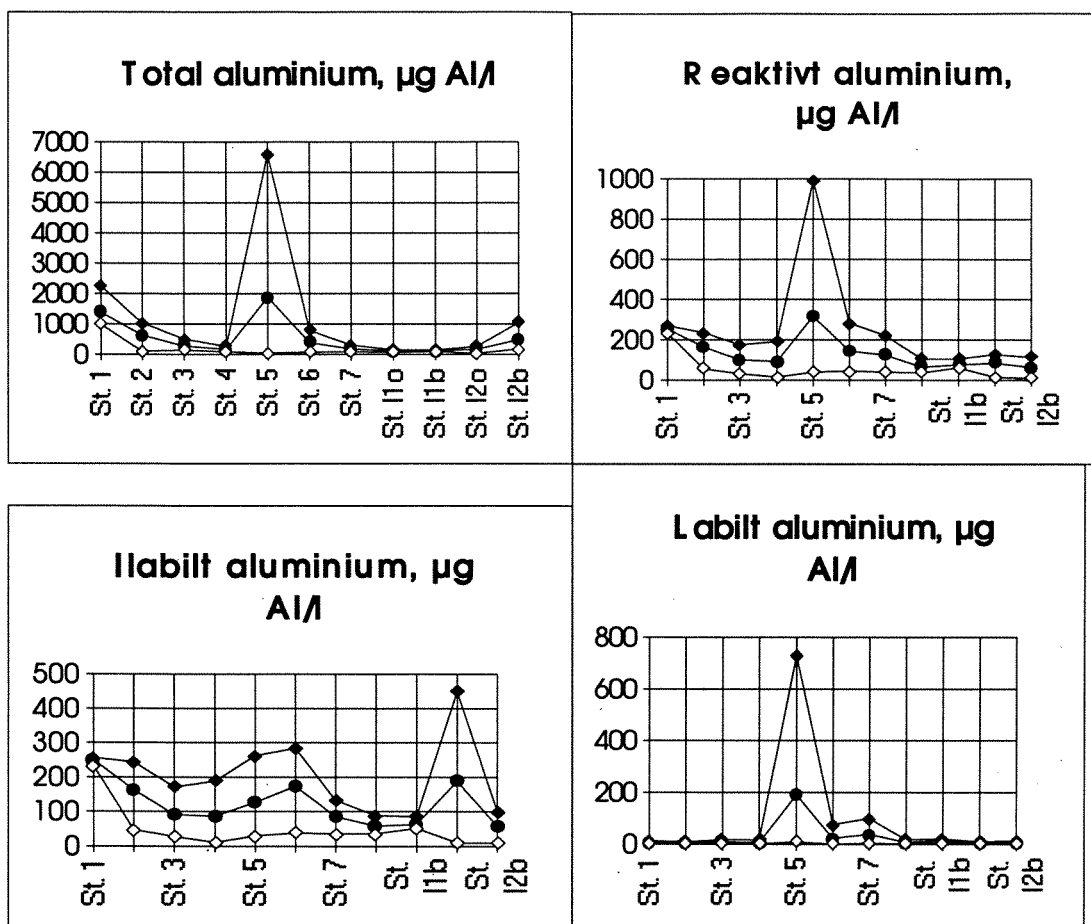 Total aluminium, µg Al/l
7000
6000
5000
4000
3000
2000
1000
0
St. 1
St. 2
St. 3
St. 4
St. 5
St. 6
St. 7
St. I1o
St. I1b
St. I2o
St. I2b
Reaktivt aluminium,
µg Al/l
1000
800
600
400
200
0
St. 1
St. 3
St. 5
St. 7
St.
I1b
St.
I2b
Illabilt aluminium, µg
Al/l
500
400
300
200
100
0
St. 1
St. 3
St. 5
St. 7
St.
I1b
St.
I2b
Labilt aluminium, µg
Al/l
800
600
400
200
0
St. 1
St. 3
St. 5
St. 7
St.
I1b
St.
I2b